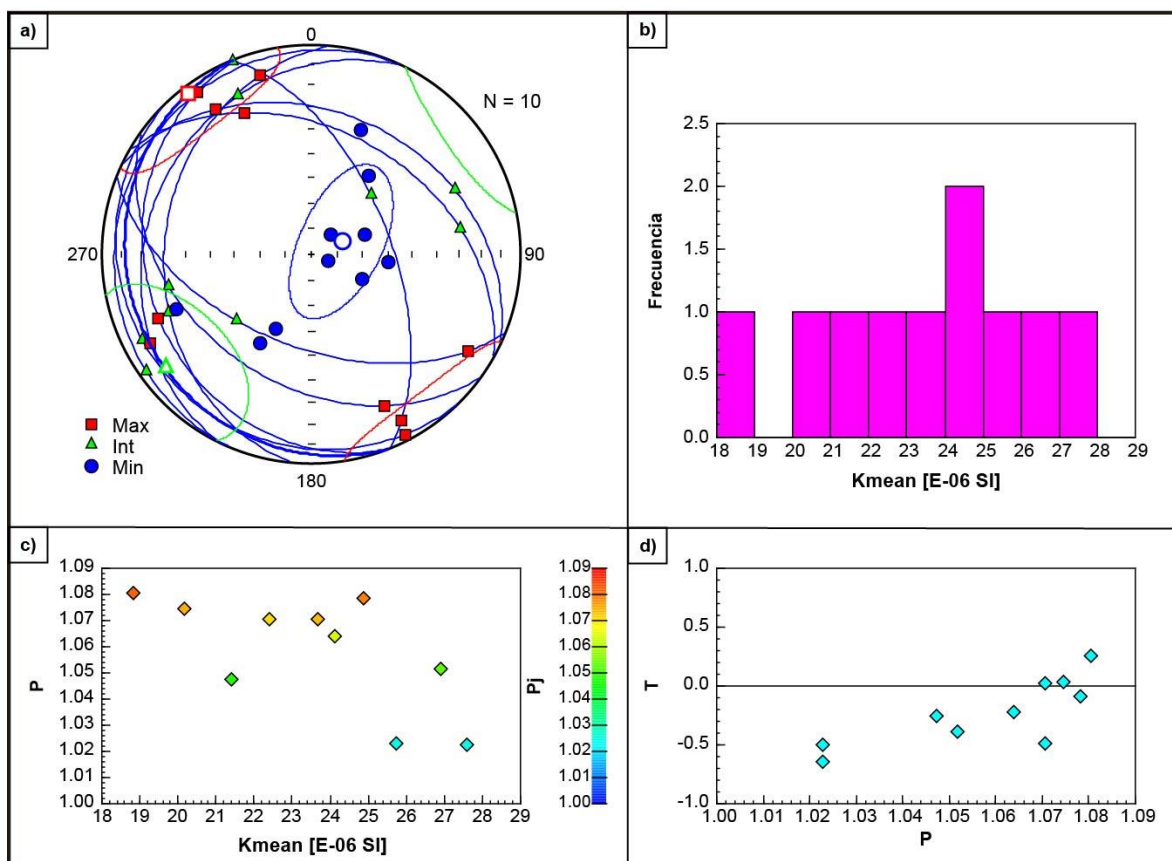 a)
0
N = 10
270
90
180
Max
Int
Min
b)
2.5
2.0
1.5
1.0
0.5
0.0
Frecuencia
18 19 20 21 22 23 24 25 26 27 28 29
Kmean [E-06 SI]
c)
1.09
1.08
1.07
1.06
1.05
1.04
1.03
1.02
1.01
1.00
P
18 19 20 21 22 23 24 25 26 27 28 29
Kmean [E-06 SI]
Pj
1.09
1.08
1.07
1.06
1.05
1.04
1.03
1.02
1.01
1.00
d)
1.0
0.5
0.0
-0.5
-1.0
T
1.00 1.01 1.02 1.03 1.04 1.05 1.06 1.07 1.08 1.09
P